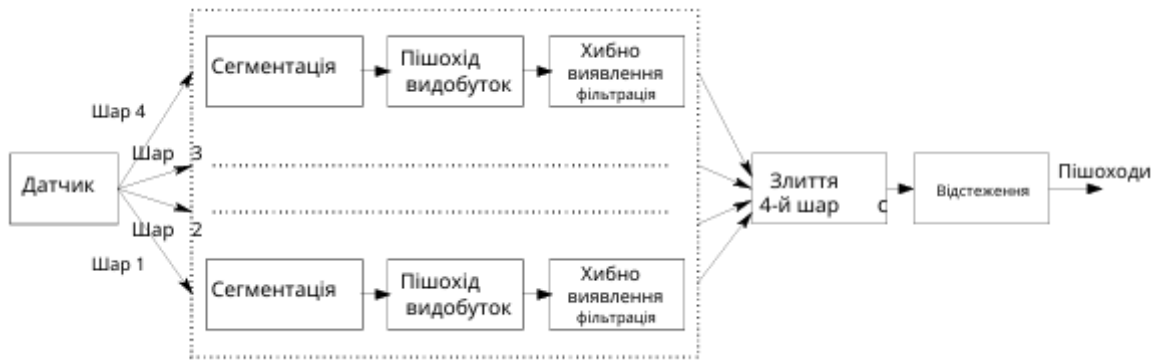 Сегментація
Пішохід
видобуток
Хибно
виявлення
фільтрація
Шар 4
Шар 3
Датчик
Шар 2
Шар 1
Злиття
4-й шар с
Відстеження
Пішоходи
Сегментація
Пішохід
видобуток
Хибно
виявлення
фільтрація